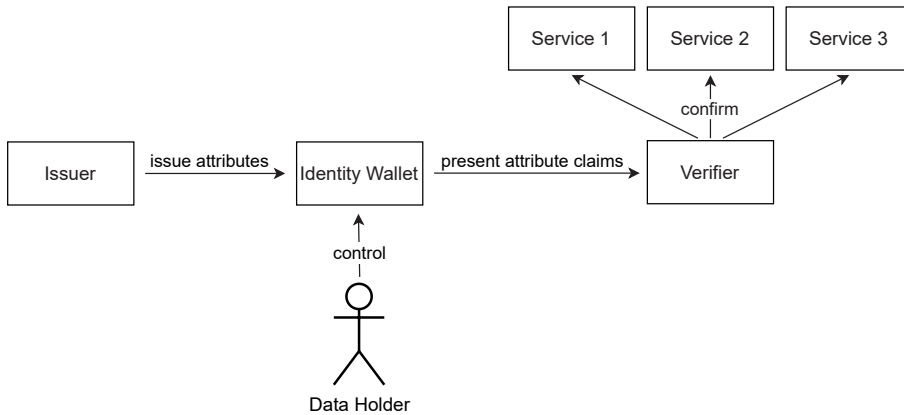 Service 1
Service 2
Service 3
confirm
Issuer
issue attributes
Identity Wallet
present attribute claims
Verifier
control
Data Holder